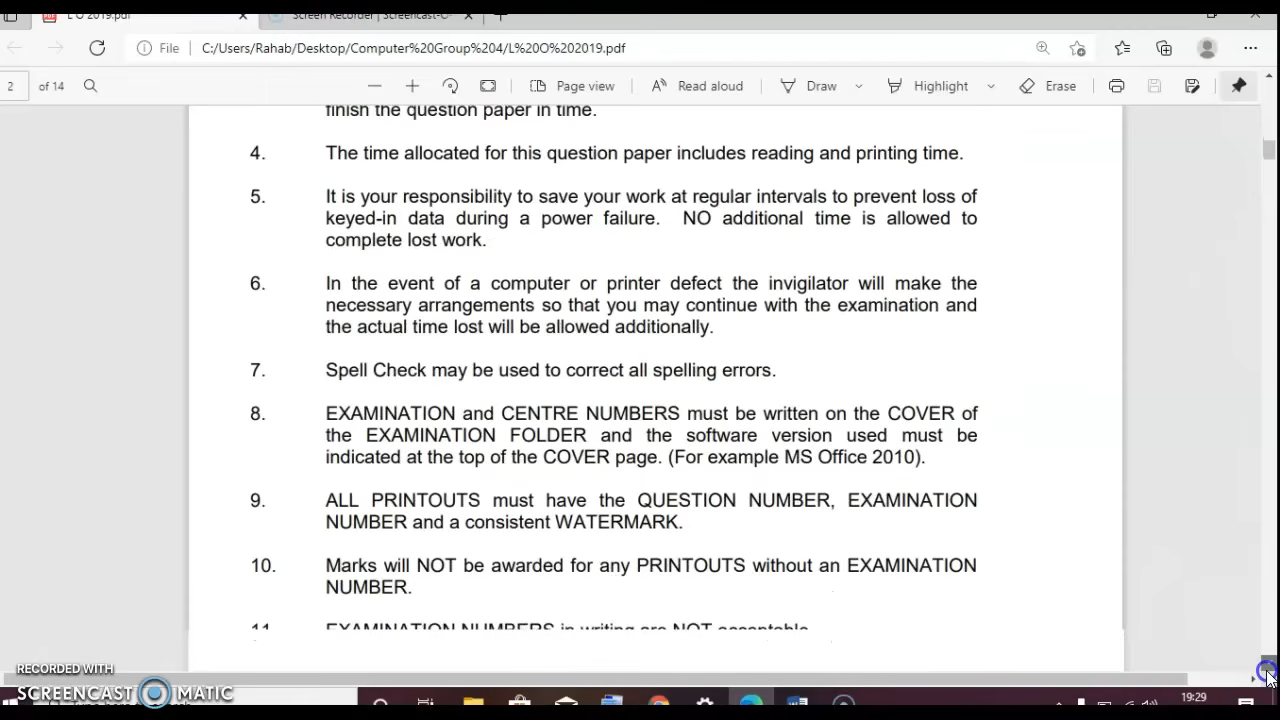 L O 2019.pdf
Screen Recorder | Screencast-O-
File C:/Users/Rahab/Desktop/Computer%20Group%204/L%20O%202019.pdf
2 of 14 Page view Read aloud Draw Highlight Erase
finish the question paper in time.
4. The time allocated for this question paper includes reading and printing time.
5. It is your responsibility to save your work at regular intervals to prevent loss of
keyed-in data during a power failure. NO additional time is allowed to
complete lost work.
6. In the event of a computer or printer defect the invigilator will make the
necessary arrangements so that you may continue with the examination and
the actual time lost will be allowed additionally.
7. Spell Check may be used to correct all spelling errors.
8. EXAMINATION and CENTRE NUMBERS must be written on the COVER of
the EXAMINATION FOLDER and the software version used must be
indicated at the top of the COVER page. (For example MS Office 2010).
9. ALL PRINTOUTS must have the QUESTION NUMBER, EXAMINATION
NUMBER and a consistent WATERMARK.
10. Marks will NOT be awarded for any PRINTOUTS without an EXAMINATION
NUMBER.
11. EXAMINATION NUMBERS in writing are NOT acceptable.
RECORDED WITH
SCREENCAST MATIC
19:29